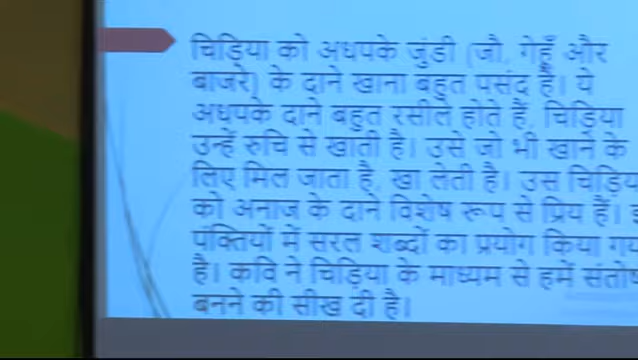 चिड़िया को अधपके जुंडी (जौ, गेहूँ और
बाजरे) के दाने खाना बहुत पसंद है। ये
अधपके दाने बहुत रसीले होते हैं, चिड़िया
उन्हें रुचि से खाती है। उसे जो भी खाने के
लिए मिल जाता है, खा लेती है। उस
को अनाज के दाने विशेष रूप से प्रिय हैं।
पंक्तियों में सरल शब्दों का प्रयोग किया
है। कवि ने चिड़िया के माध्यम से हमें
बनने की सीख दी है।